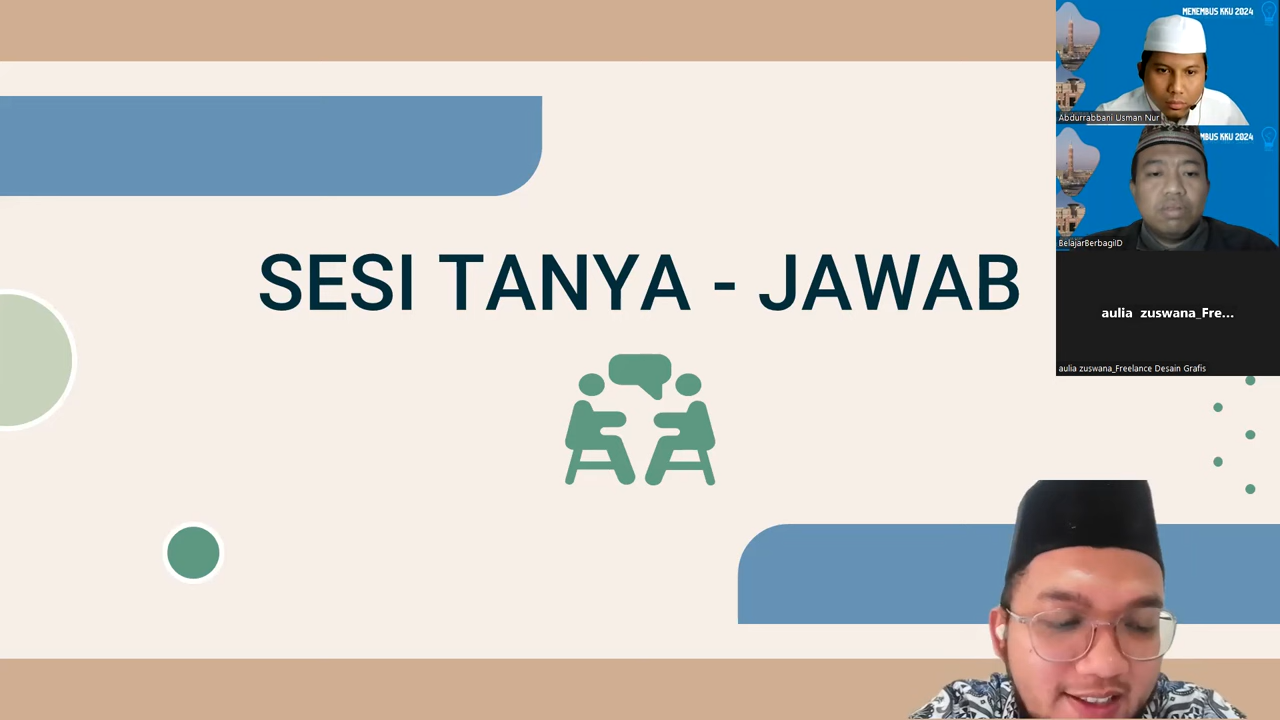 SESI TANYA - JAWAB
MENEMBUS KKU 2024
Abdurrabbani Usman Nur
MBUS KKU 2024
BelajarBerbagiID
aulia zuswana_Fre...
aulia zuswana_Freelance Desain Grafis